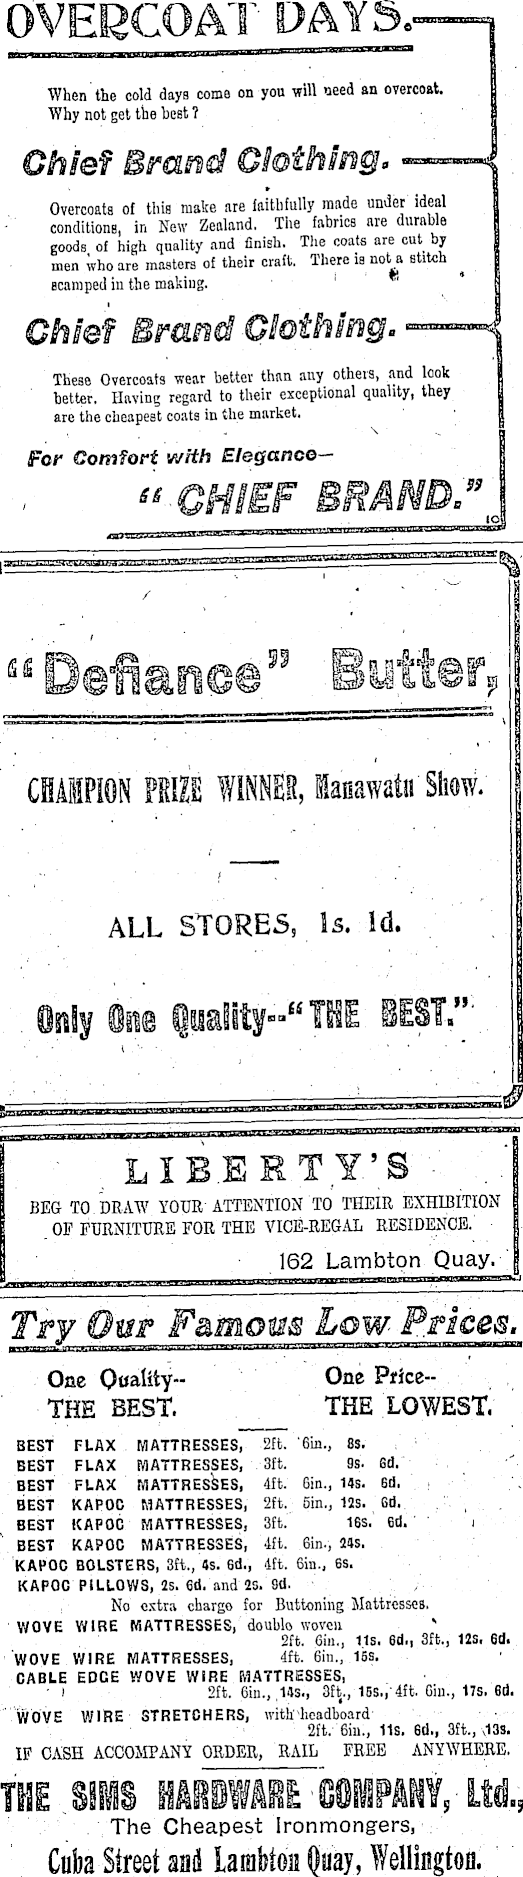 OVERCOAT DAYS.
When the cold days come on you will need an overcoat.
Why not get the best?
Chief Brand Clothing.
Overcoats of this make are faithfully made under ideal
conditions, in New Zealand. The fabrics are durable
goods, of high quality and finish. The coats are cut by
men who are masters of their craft. There is not a stitch
scamped in the making.
Chief Brand Clothing.
These Overcoats wear better than any others, and look
better. Having regard to their exceptional quality, they
are the cheapest coats in the market.
For Comfort with Elegance—
"CHIEF BRAND."
10
"Defiance" Butter,
CHAMPION PRIZE WINNER, Manawatu Show.
ALL STORES, 1s. 1d.
Only One Quality--"THE BEST."
LIBERTY'S
BEG TO DRAW YOUR ATTENTION TO THEIR EXHIBITION
OF FURNITURE FOR THE VICE-REGAL RESIDENCE.
162 Lambton Quay.
Try Our Famous Low Prices.
One Quality-- One Price--
THE BEST. THE LOWEST.
BEST FLAX MATTRESSES, 2ft. 6in., 8s.
BEST FLAX MATTRESSES, 3ft. 9s. 6d.
BEST FLAX MATTRESSES, 4ft. 6in., 14s. 6d.
BEST KAPOC MATTRESSES, 2ft. 5in., 12s. 6d.
BEST KAPOC MATTRESSES, 3ft. 16s. 6d.
BEST KAPOC MATTRESSES, 4ft. 6in., 24s.
KAPOC BOLSTERS, 3ft., 4s. 6d., 4ft. 6in., 6s.
KAPOC PILLOWS, 2s. 6d. and 2s. 9d.
No extra charge for Buttoning Mattresses.
WOVE WIRE MATTRESSES, double woven
2ft. 6in., 11s. 6d., 3ft., 12s. 6d.
WOVE WIRE MATTRESSES, 4ft. 6in., 15s.
CABLE EDGE WOVE WIRE MATTRESSES,
2ft. 6in., 14s., 3ft., 15s., 4ft. 6in., 17s. 6d.
WOVE WIRE STRETCHERS, with headboard
2ft. 6in., 11s. 6d., 3ft., 13s.
IF CASH ACCOMPANY ORDER, RAIL FREE ANYWHERE.
THE SIMS HARDWARE COMPANY, Ltd.,
The Cheapest Ironmongers,
Cuba Street and Lambton Quay, Wellington.